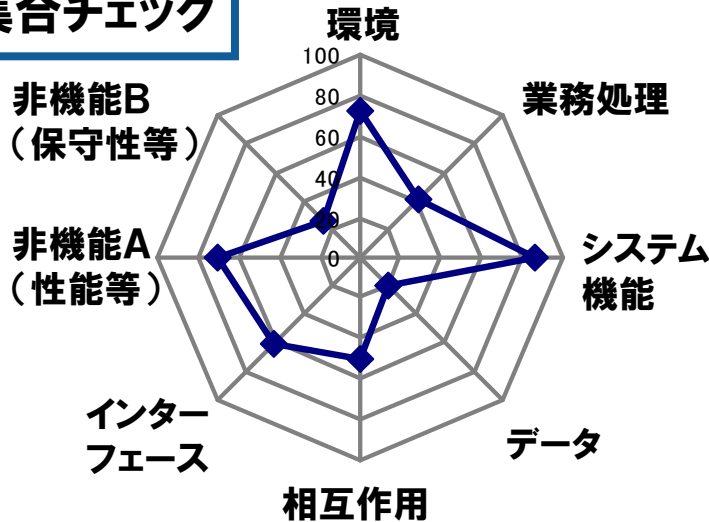 集合チェック
環境
100
80
60
40
20
0
非機能B
（保守性等）
業務処理
非機能A
（性能等）
システム
機能
インター
フェース
データ
相互作用